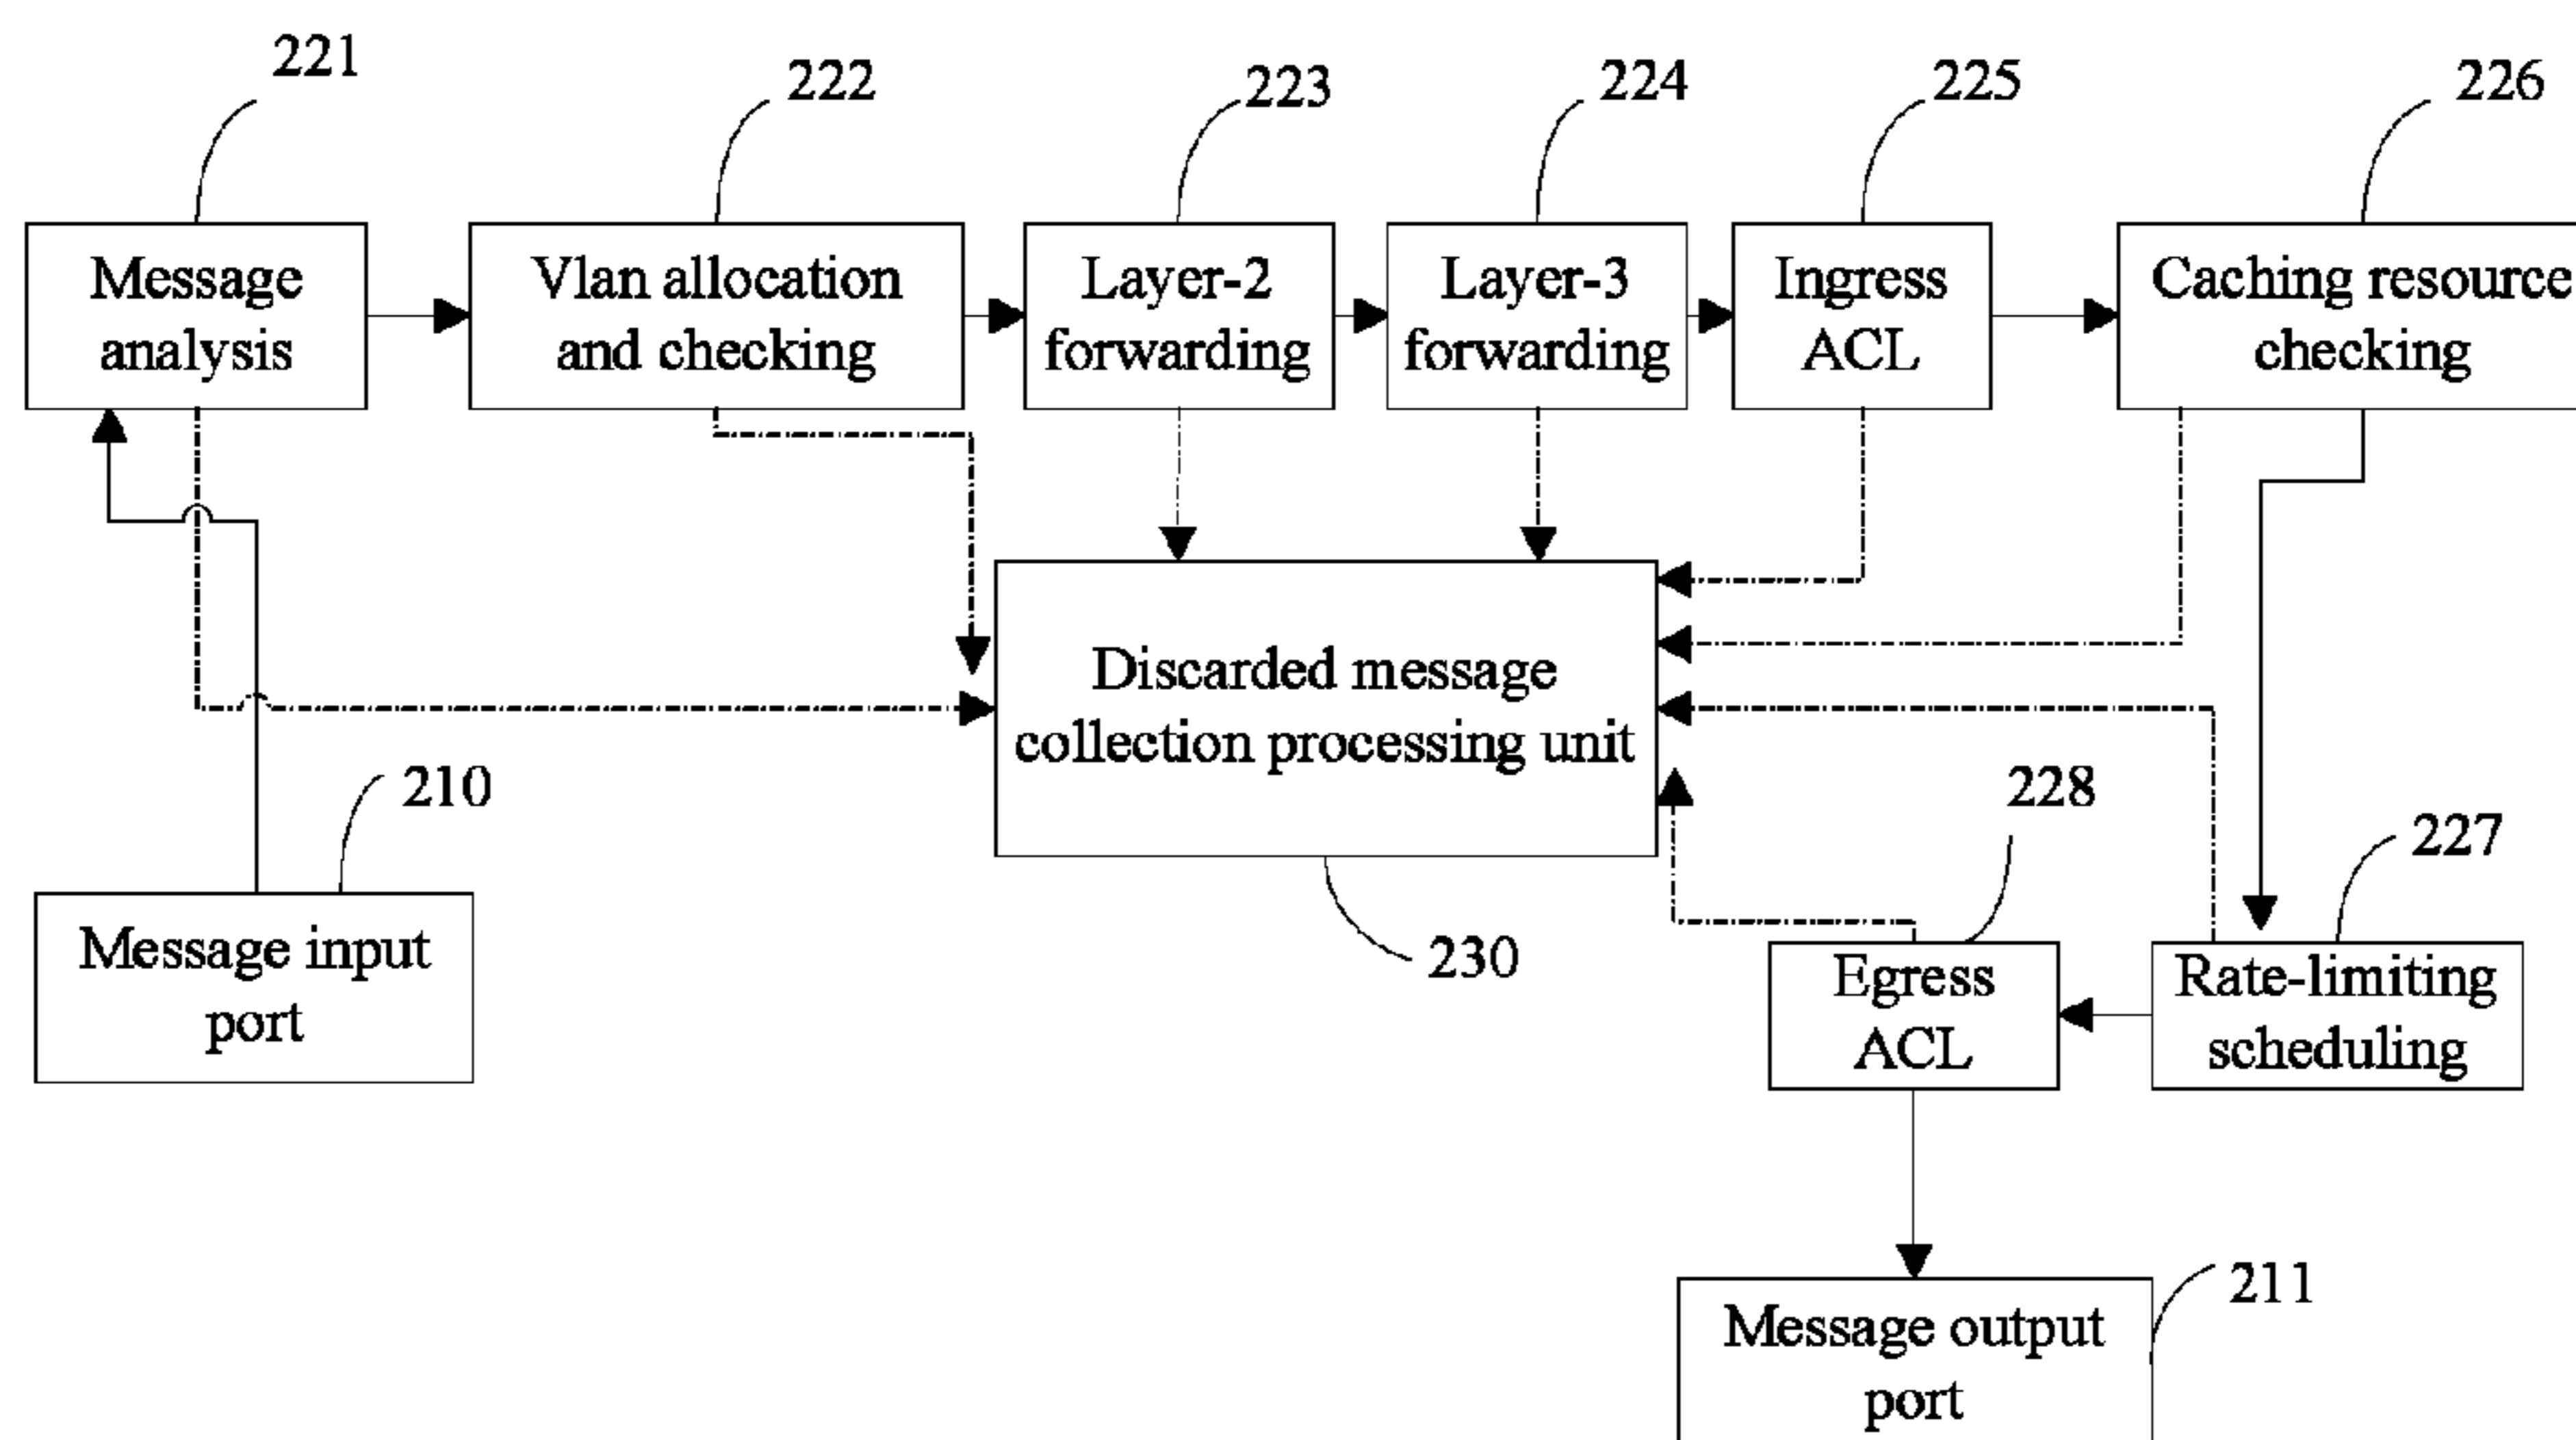 221
222
223
224
225
226
Message
analysis
Vlan allocation
and checking
Layer-2
forwarding
Layer-3
forwarding
Ingress
ACL
Caching resource
checking
Discarded message
collection processing unit
210
228
227
230
Message input
port
Egress
ACL
Rate-limiting
scheduling
211
Message output
port